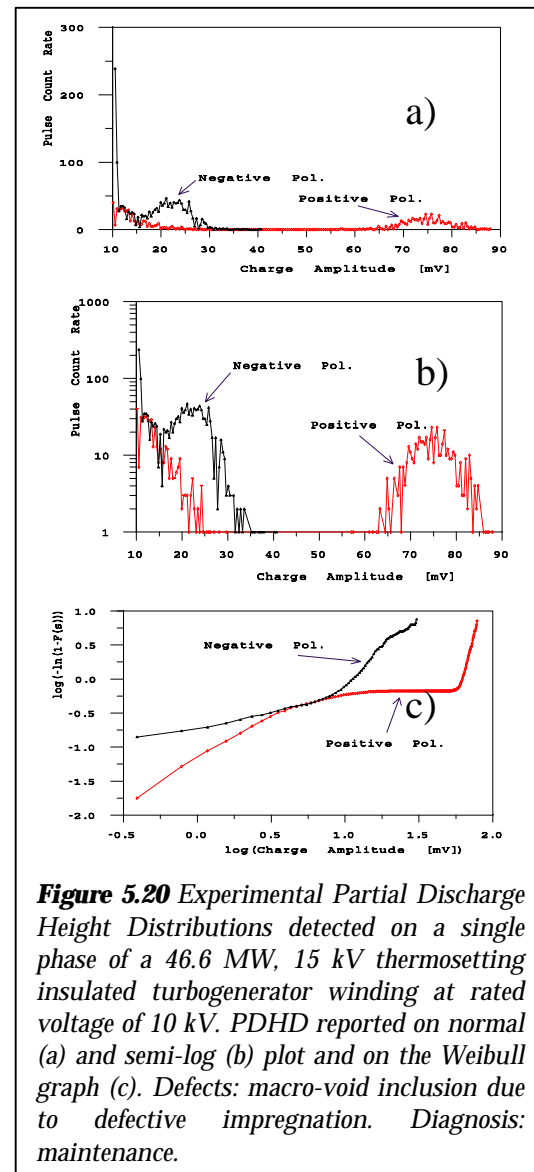 300
200
100
0
Pulse Count Rate
a)
Negative Pol.
Positive Pol.
10 20 30 40 50 60 70 80 90
Charge Amplitude [mV]
1000
100
10
1
Pulse Count Rate
b)
Negative Pol.
Positive Pol.
10 20 30 40 50 60 70 80 90
Charge Amplitude [mV]
1.0
0.5
0.0
-0.5
-1.0
-1.5
-2.0
log(-ln(1-F(s)))
Negative Pol.
c)
Positive Pol.
-0.5 0.0 0.5 1.0 1.5 2.0
log(Charge Amplitude [mV])
Figure 5.20 Experimental Partial Discharge
Height Distributions detected on a single
phase of a 46.6 MW, 15 kV thermosetting
insulated turbogenerator winding at rated
voltage of 10 kV. PDHD reported on normal
(a) and semi-log (b) plot and on the Weibull
graph (c). Defects: macro-void inclusion due
to defective impregnation. Diagnosis:
maintenance.